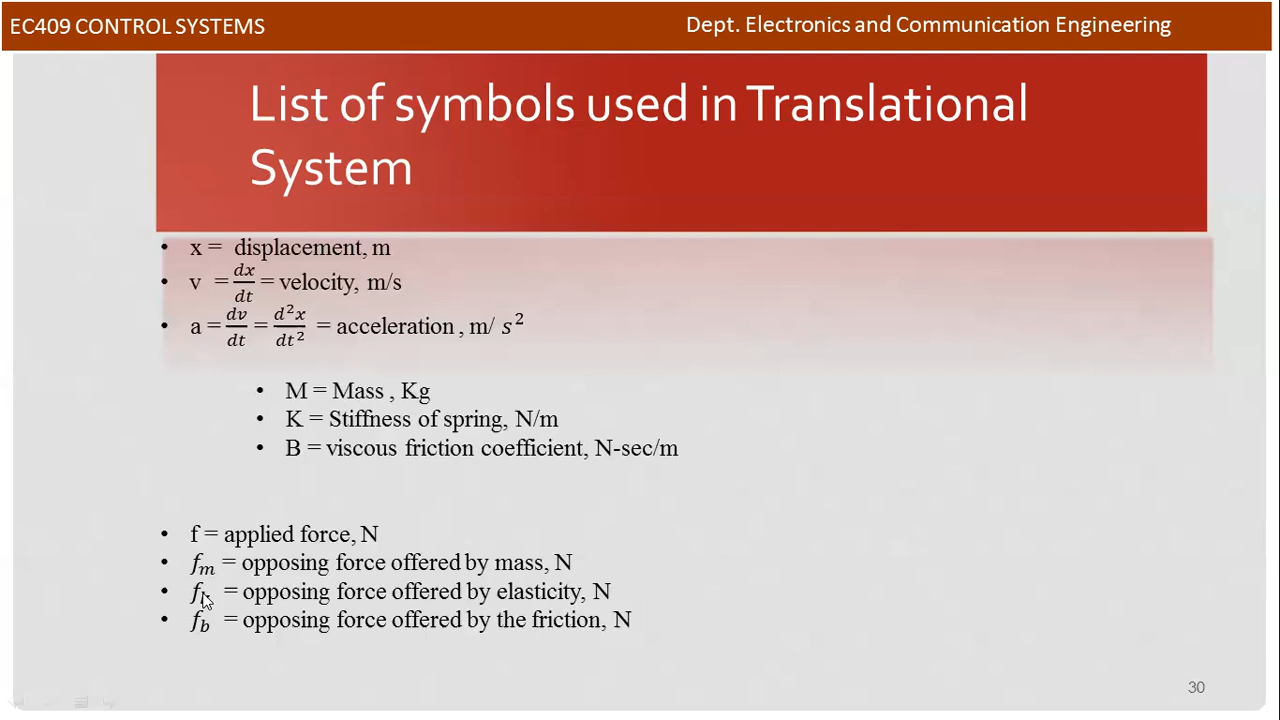 EC409 CONTROL SYSTEMS
Dept. Electronics and Communication Engineering
List of symbols used in Translational
System
• x = displacement, m
• v = dx/dt = velocity, m/s
• a = dv/dt = d²x/dt² = acceleration , m/ s²
• M = Mass , Kg
• K = Stiffness of spring, N/m
• B = viscous friction coefficient, N-sec/m
• f = applied force, N
• fₘ = opposing force offered by mass, N
• f = opposing force offered by elasticity, N
• f_b = opposing force offered by the friction, N
30